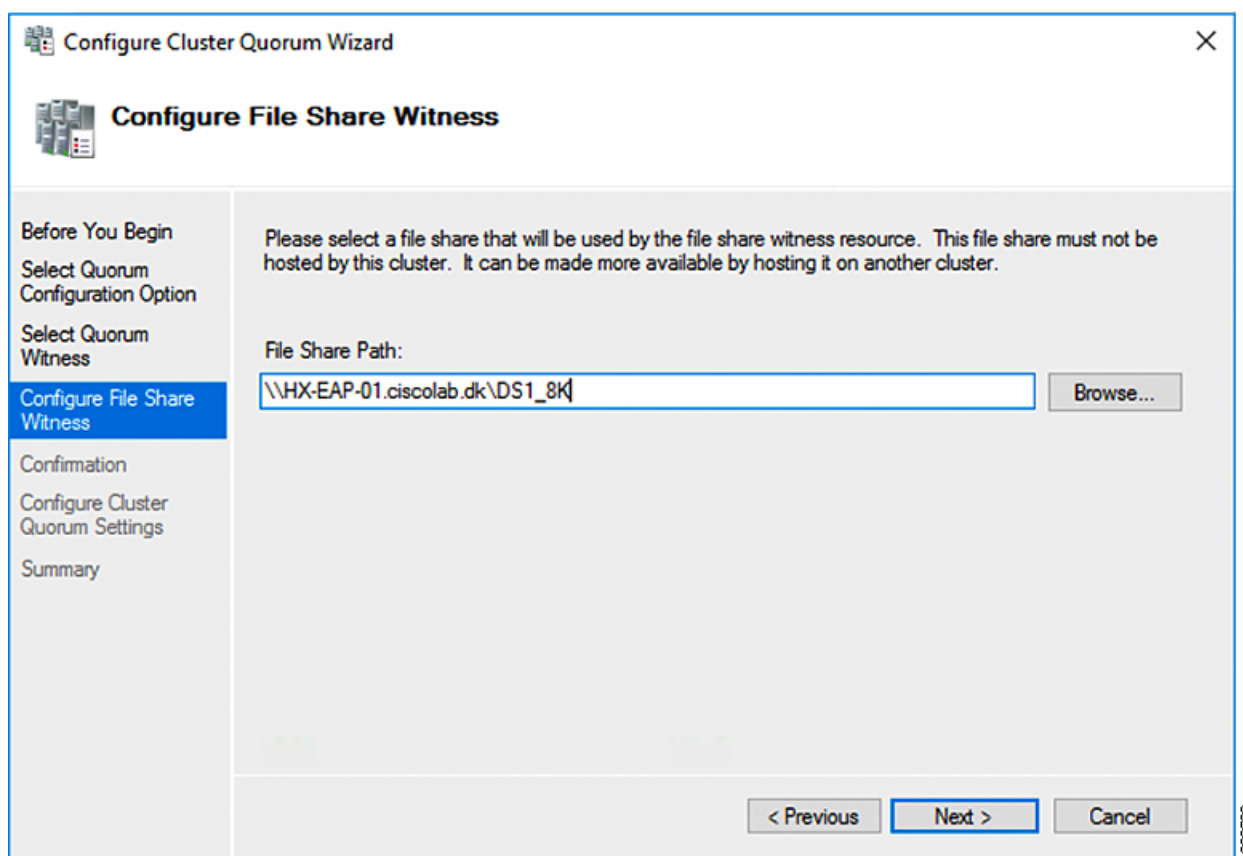 Configure Cluster Quorum Wizard
Configure File Share Witness
Before You Begin
Select Quorum
Configuration Option
Select Quorum
Witness
Configure File Share
Witness
Confirmation
Configure Cluster
Quorum Settings
Summary
Please select a file share that will be used by the file share witness resource. This file share must not be
hosted by this cluster. It can be made more available by hosting it on another cluster.
File Share Path:
\\HX-EAP-01.ciscolab.dk\DS1_8K
Browse...
< Previous
Next >
Cancel